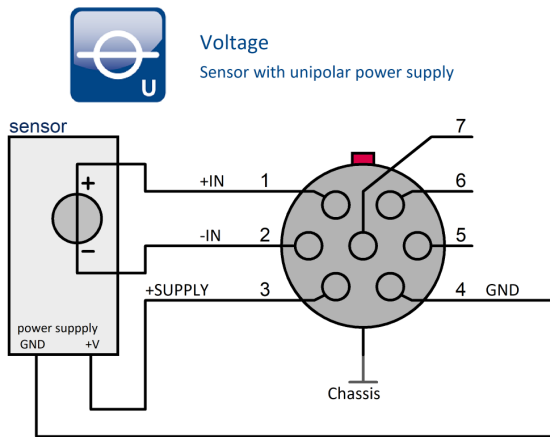 U
Voltage
Sensor with unipolar power supply
sensor
7
+
+IN 1
6
-IN 2
5
−
+SUPPLY 3
4 GND
power suppply
GND +V
Chassis